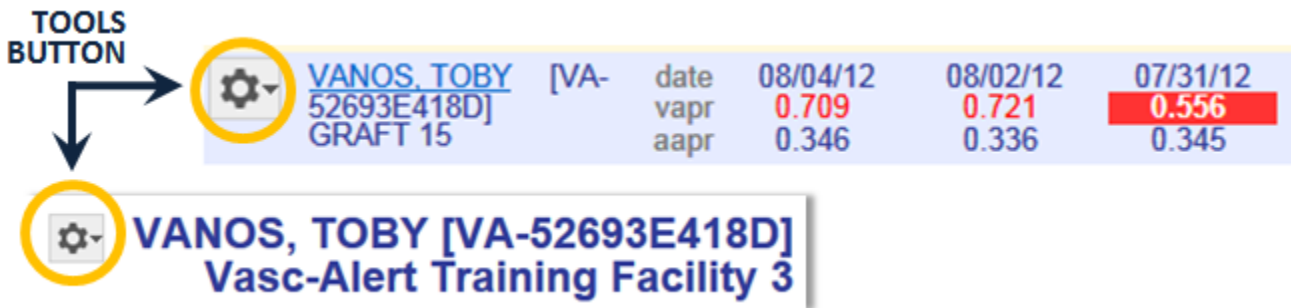 TOOLS
BUTTON
VANOS, TOBY [VA- date 08/04/12 08/02/12 07/31/12
52693E418D] vapr 0.709 0.721 0.556
GRAFT 15 aapr 0.346 0.336 0.345
VANOS, TOBY [VA-52693E418D]
Vasc-Alert Training Facility 3